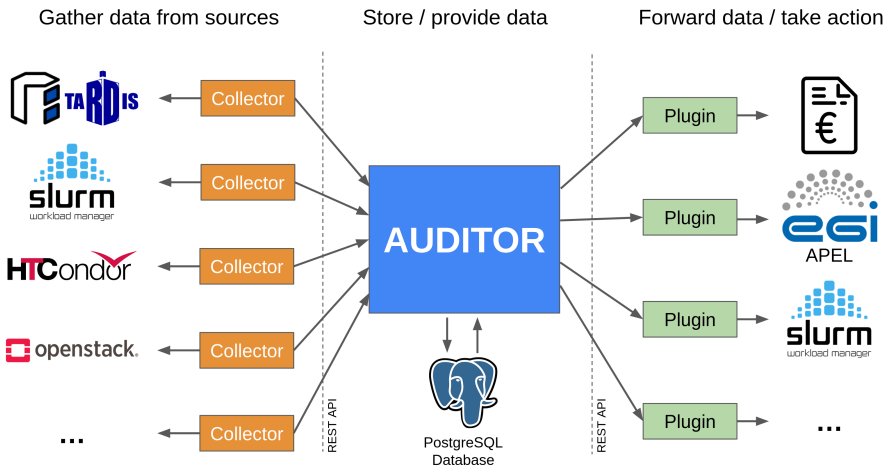 Gather data from sources
Store / provide data
Forward data / take action
TARDIS
Collector
Plugin
€
slurm
workload manager
Collector
AUDITOR
Plugin
egi
APEL
HTCondor
Collector
Plugin
slurm
workload manager
openstack.
Collector
PostgreSQL
Database
REST API
REST API
...
Collector
Plugin
...